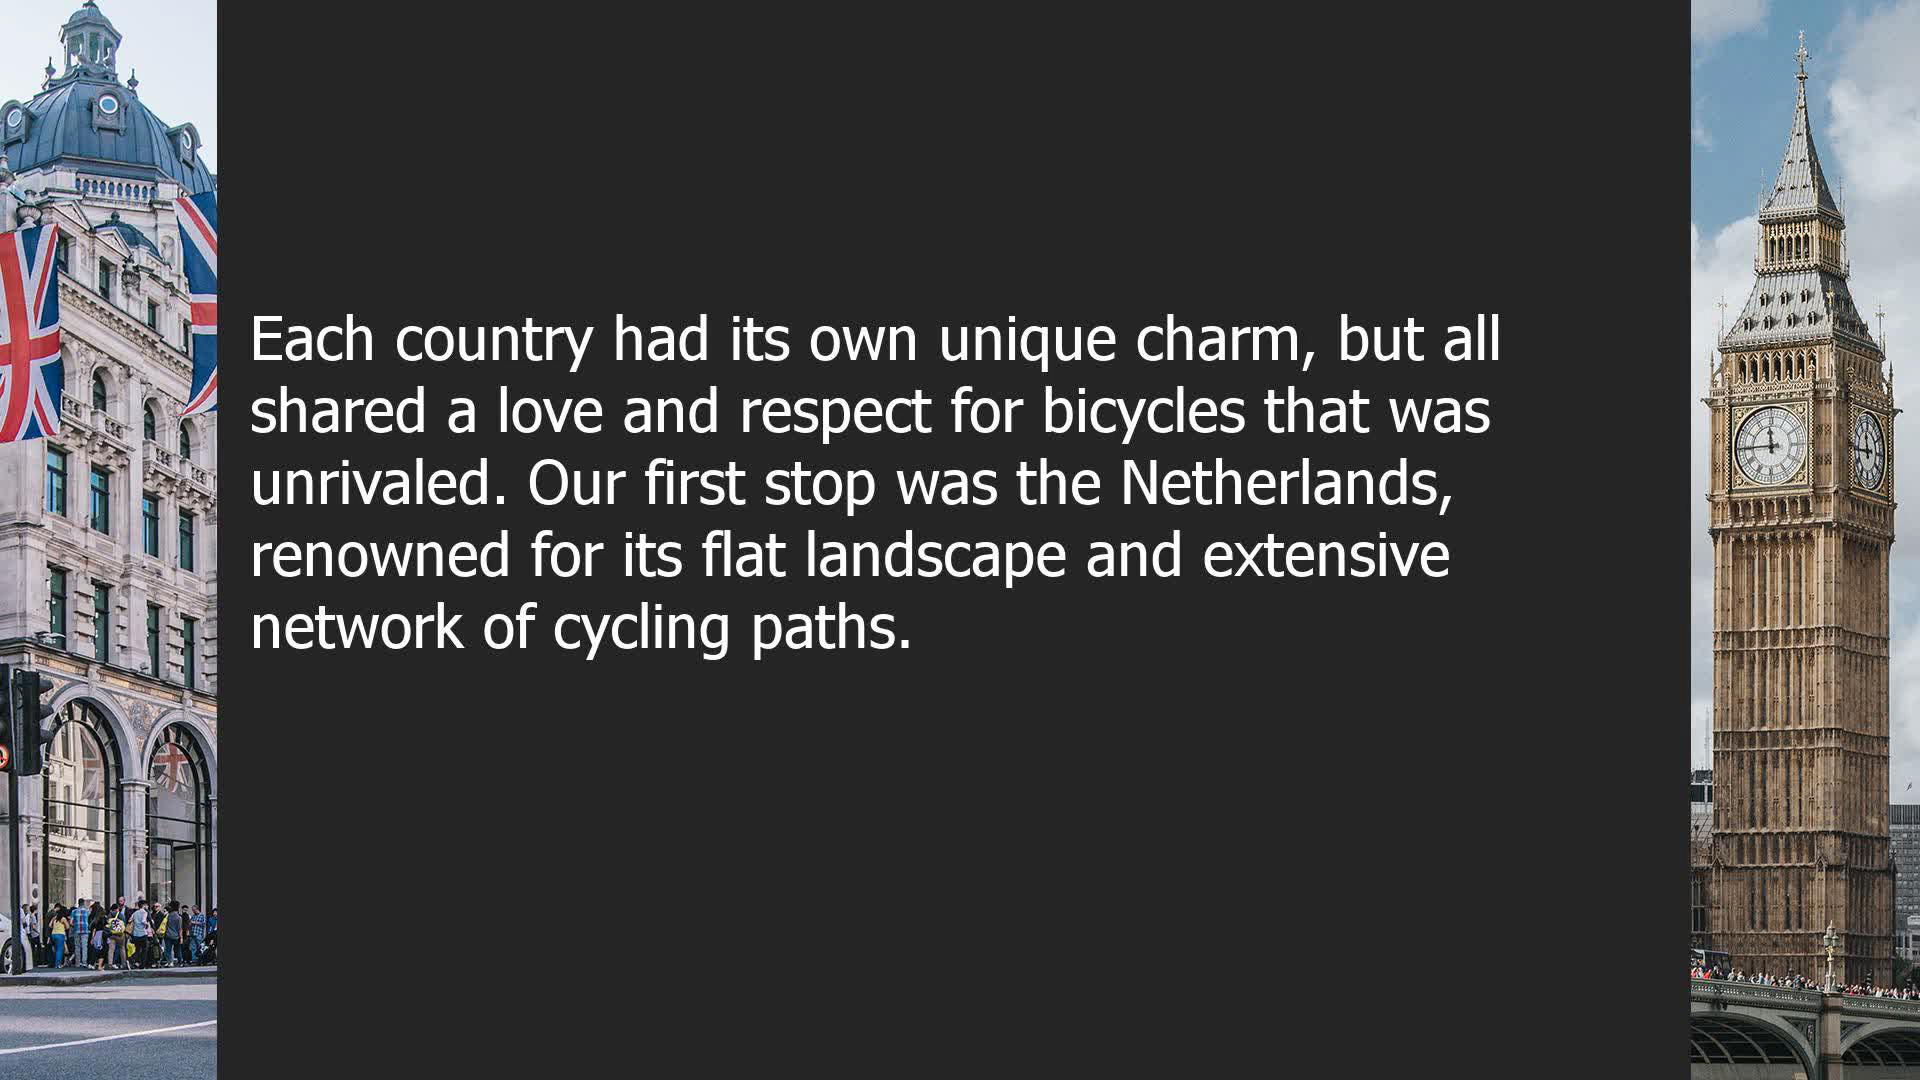 Each country had its own unique charm, but all
shared a love and respect for bicycles that was
unrivaled. Our first stop was the Netherlands,
renowned for its flat landscape and extensive
network of cycling paths.